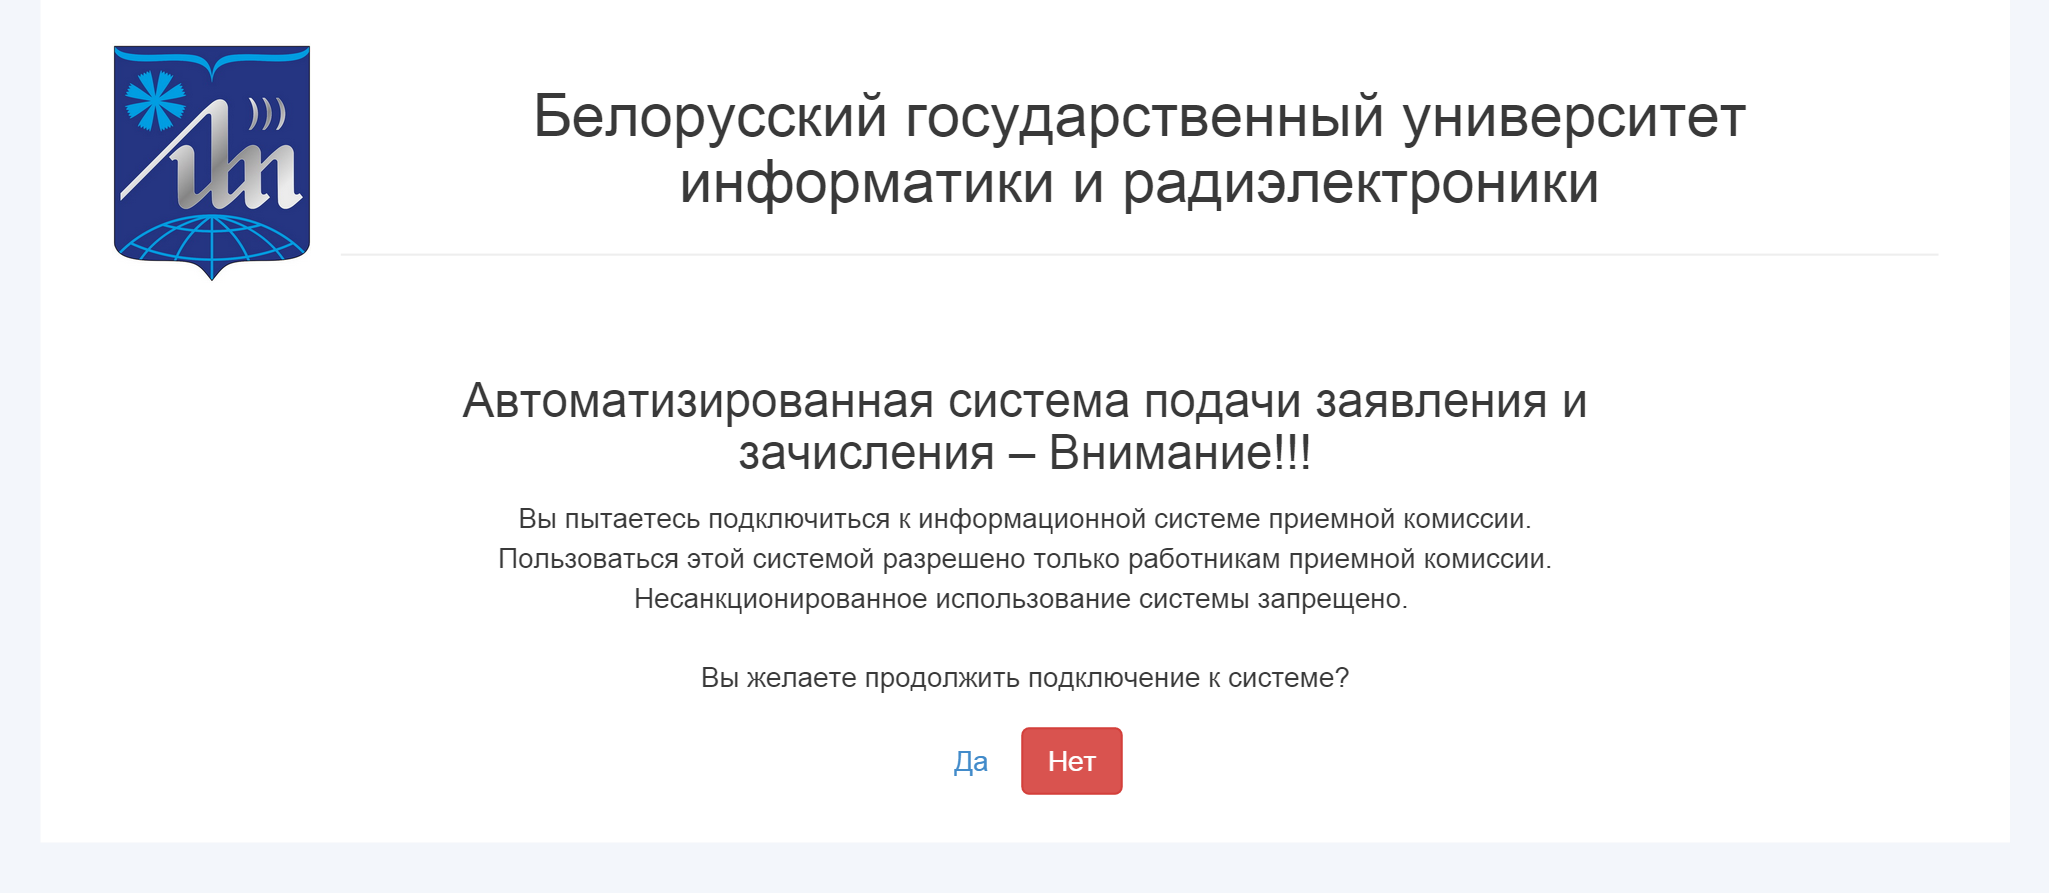 Белорусский государственный университет
информатики и радиэлектроники
Автоматизированная система подачи заявления и
зачисления – Внимание!!!
Вы пытаетесь подключиться к информационной системе приемной комиссии.
Пользоваться этой системой разрешено только работникам приемной комиссии.
Несанкционированное использование системы запрещено.
Вы желаете продолжить подключение к системе?
Да Нет